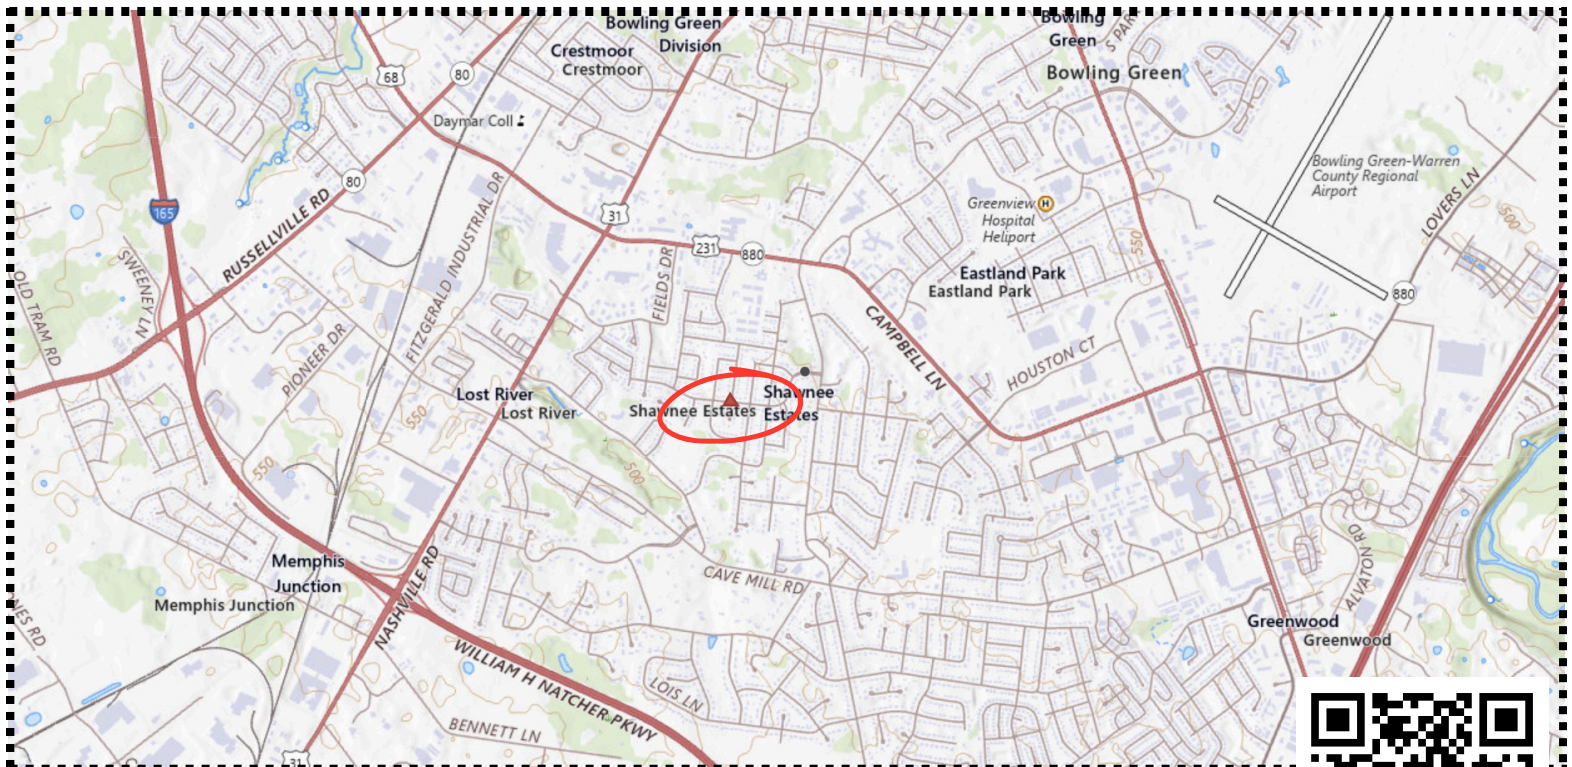 Bowling Green
Division
Crestmoor
Crestmoor
Bowling
Green
S PARK
Bowling Green
68
80
Daymar Coll
80
165
RUSSELLVILLE RD
SWEENEY LN
OLD TRAM RD
FITZGERALD INDUSTRIAL DR
PIONEER DR
31
231
880
FIELDS DR
Greenview
Hospital
Heliport
H
550
Bowling Green-Warren
County Regional
Airport
LOVERS LN
500
880
Eastland Park
Eastland Park
CAMPBELL LN
HOUSTON CT
Lost River
Lost River
550
Shawnee
Estates
Shawnee Estates
500
550
Memphis
Junction
Memphis Junction
NASHVILLE RD
CAVE MILL RD
ALVATON RD
Greenwood
Greenwood
NES RD
WILLIAM H NATCHER PKWY
LOIS LN
BENNETT LN
31